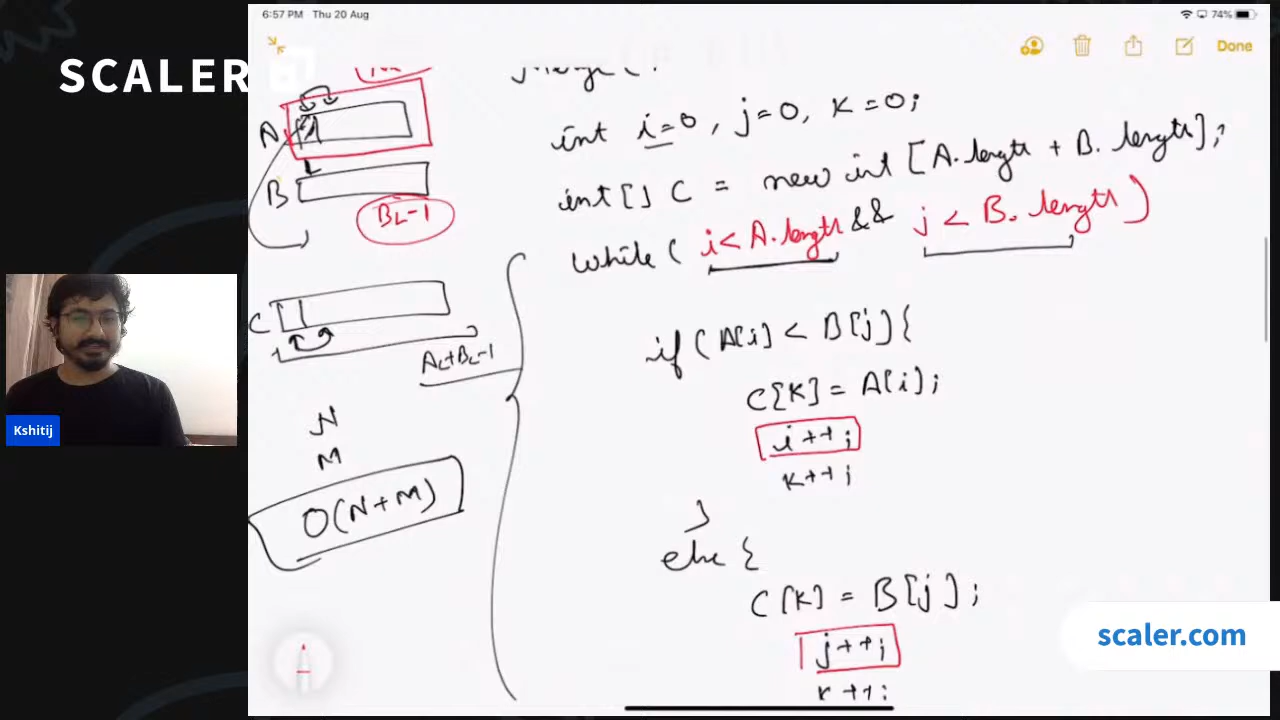 6:57 PM Thu 20 Aug
74%
Done
SCALER
A
B
BL-1
C
AL+BL-1
N
M
O(N+M)
int i=0, j=0, K=0;
int[] C = new int [A.length + B.length];
while ( i< A.length && j < B.length)
if ( A[i] < B[j] {
C[K] = A[i];
i++;
K++;
}
else {
C[K] = B[j];
j++;
K++;
Kshitij
scaler.com